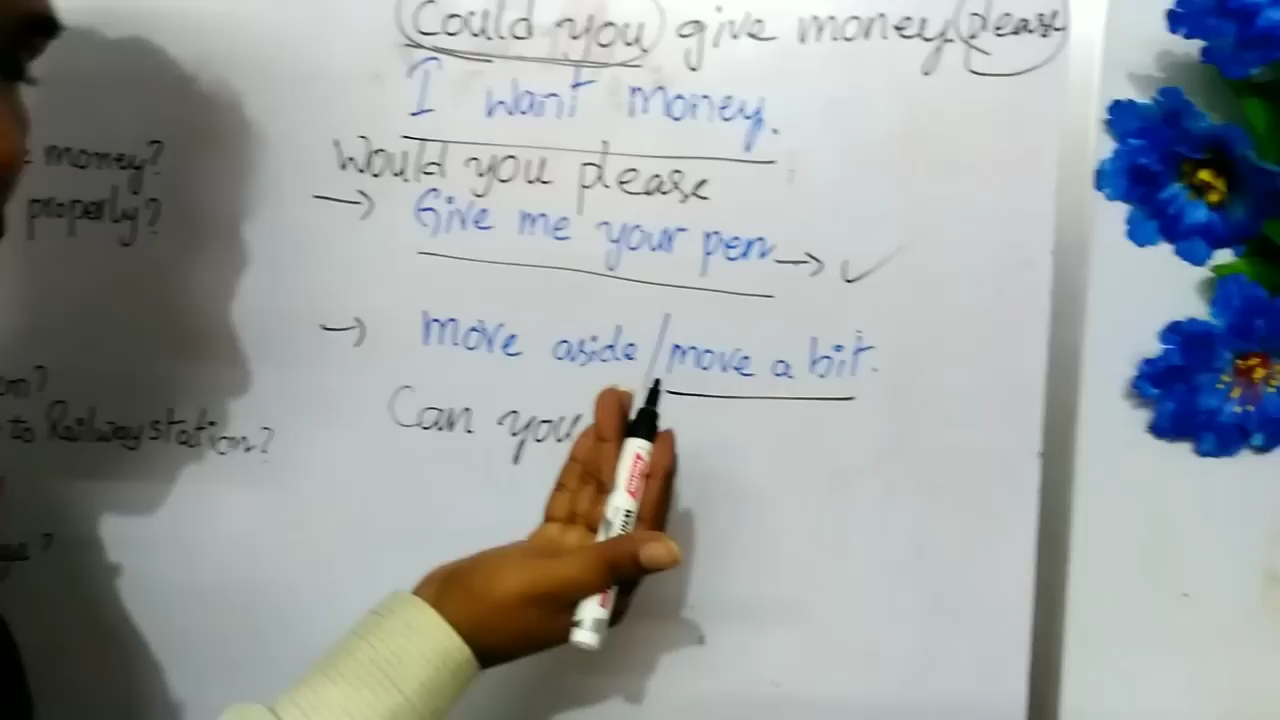 Could you give money please
I want money.
Would you please
→ Give me your pen → ✓
→ move aside / move a bit.
Can you
money?
properly?
to Railway station?